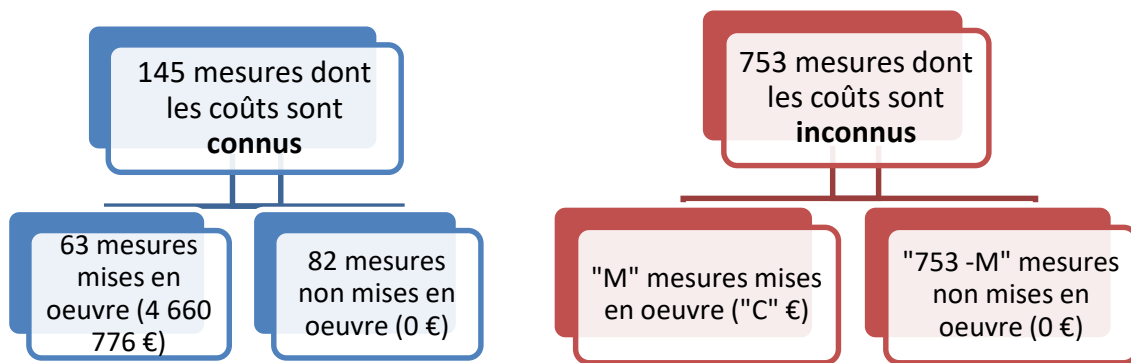 145 mesures dont
les coûts sont
connus
753 mesures dont
les coûts sont
inconnus
63 mesures
mises en
oeuvre (4 660
776 €)
82 mesures
non mises en
oeuvre (0 €)
"M" mesures mises
en oeuvre ("C" €)
"753 -M" mesures
non mises en
oeuvre (0 €)